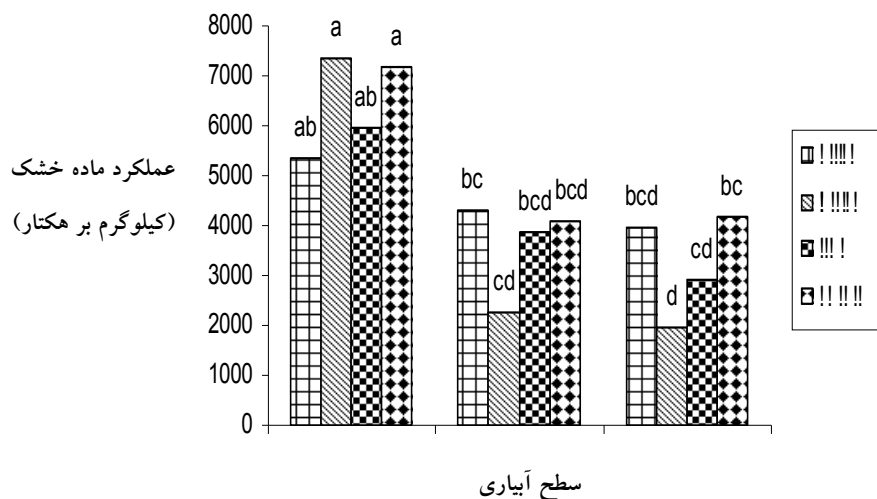 8000
7000
6000
5000
4000
3000
2000
1000
0
عملکرد ماده خشک
(کیلوگرم بر هکتار)
ab
a
ab
a
bc
cd
bcd
bcd
bcd
d
cd
bc
! !!!!!
! !!!!!
!!! !
!! !! !!
سطح آبیاری